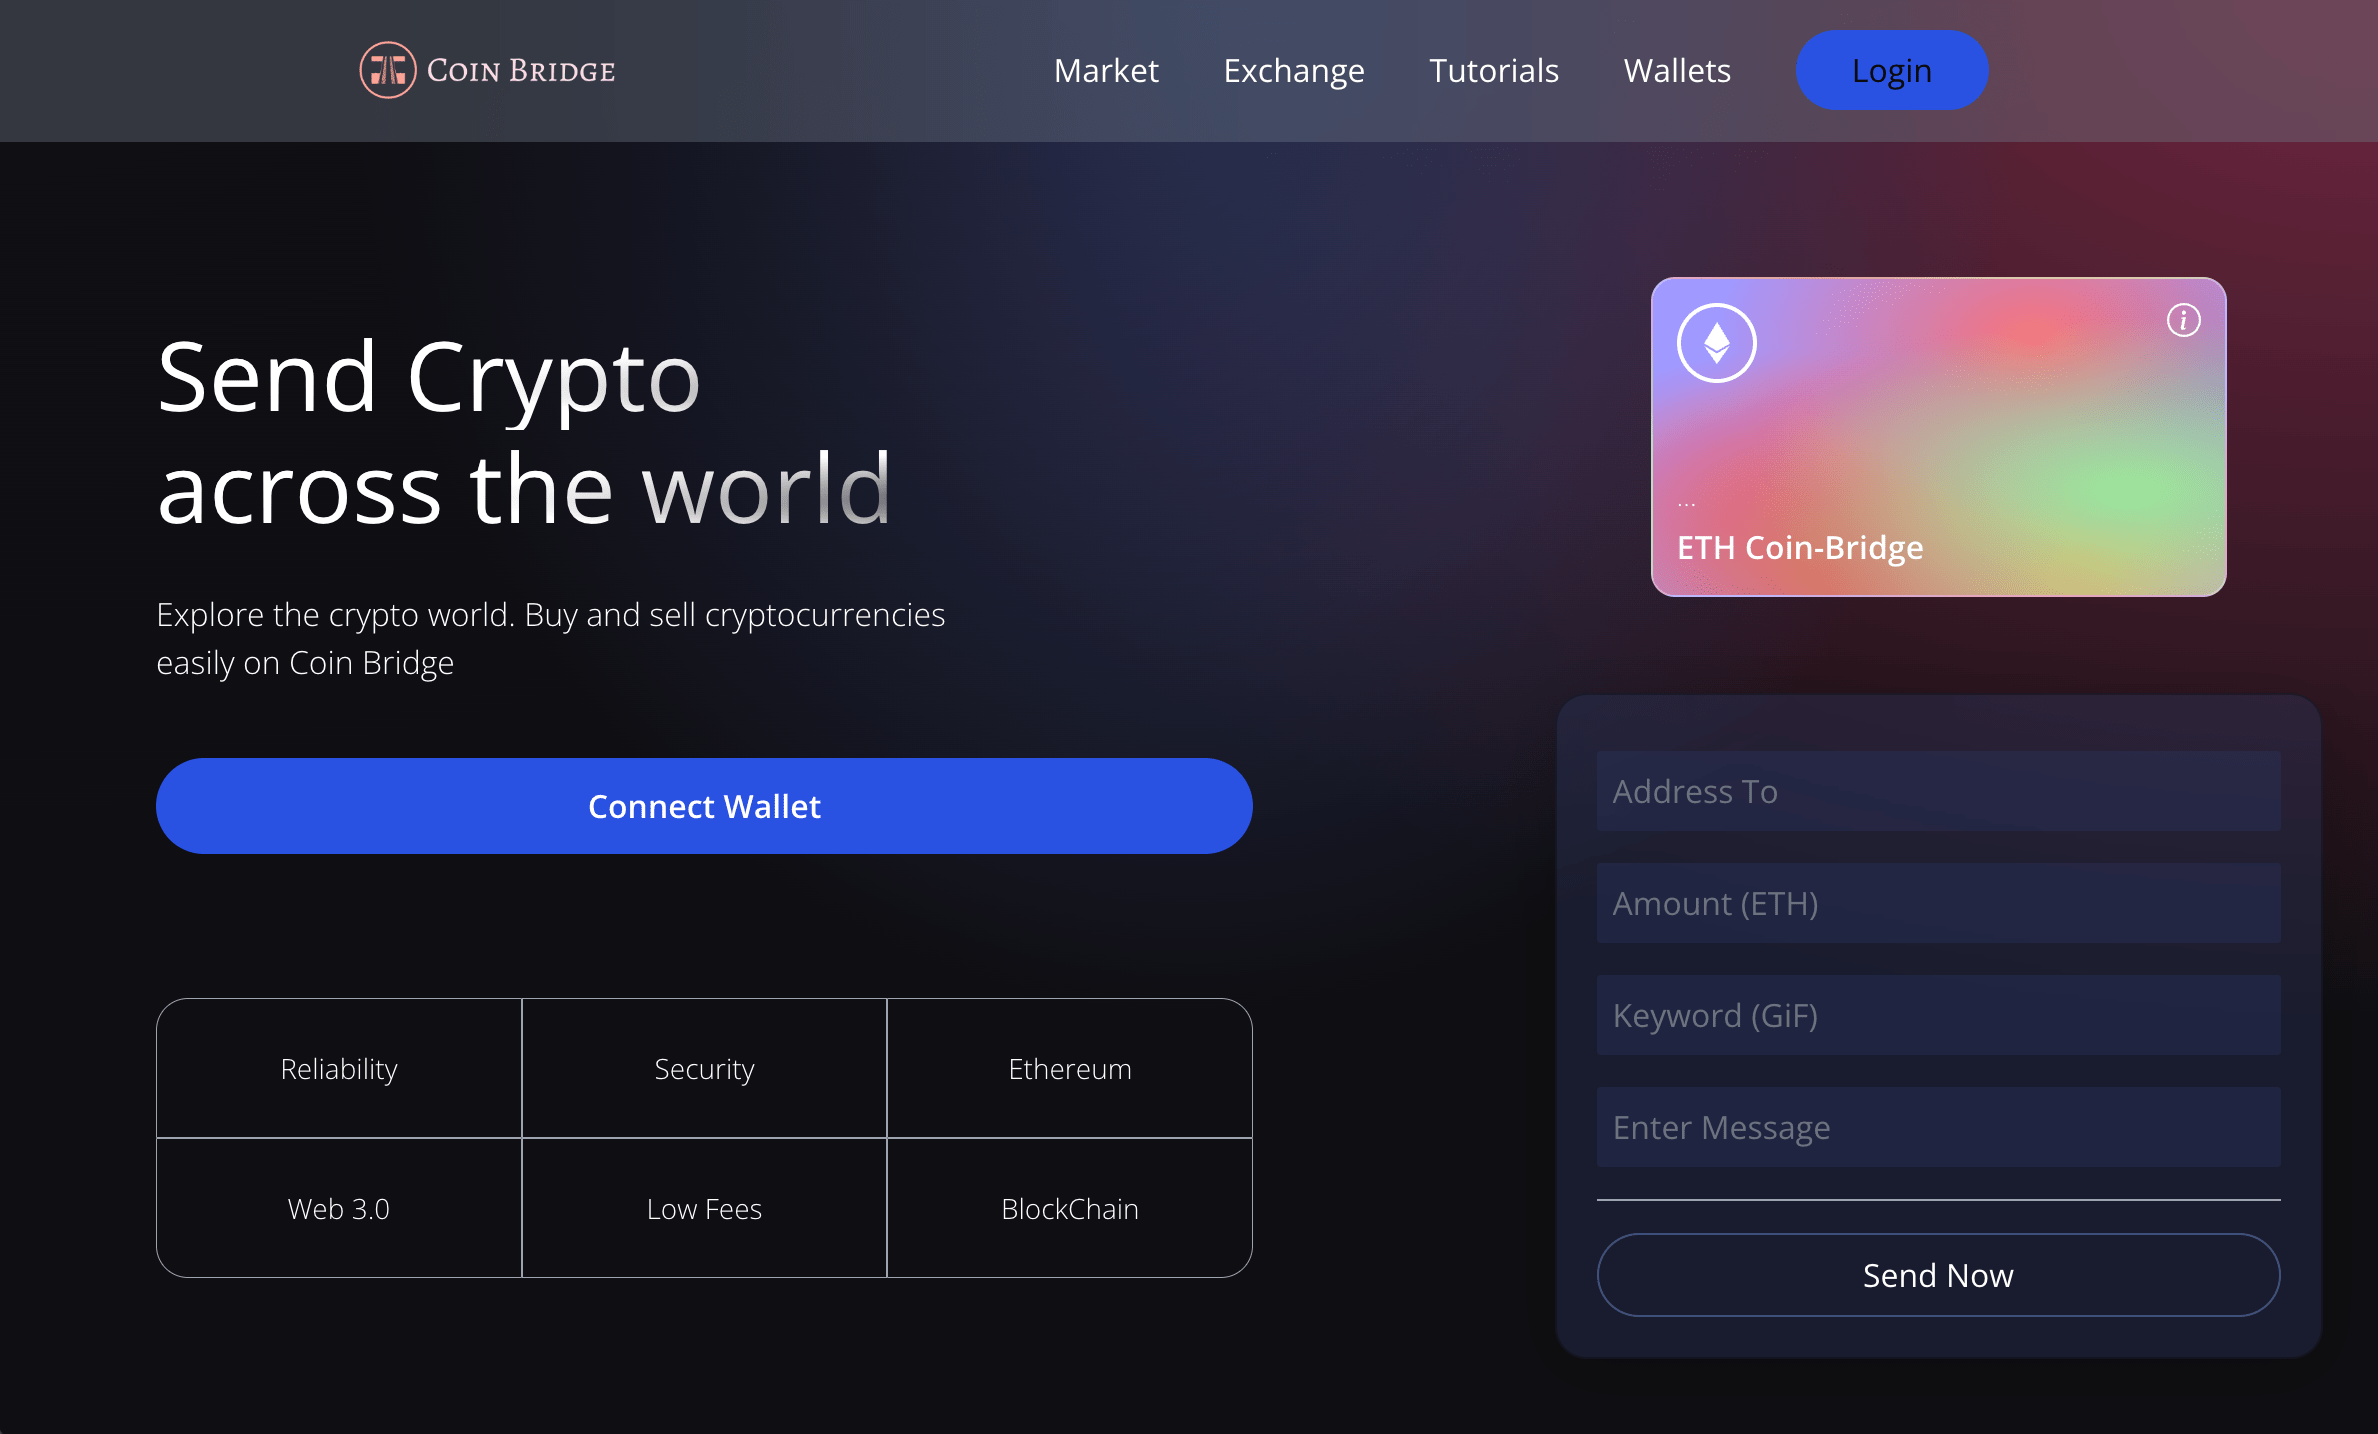 COIN BRIDGE
Market
Exchange
Tutorials
Wallets
Login
Send Crypto
across the world
Explore the crypto world. Buy and sell cryptocurrencies
easily on Coin Bridge
Connect Wallet
Reliability
Security
Ethereum
Web 3.0
Low Fees
BlockChain
i
...
ETH Coin-Bridge
Address To
Amount (ETH)
Keyword (GiF)
Enter Message
Send Now